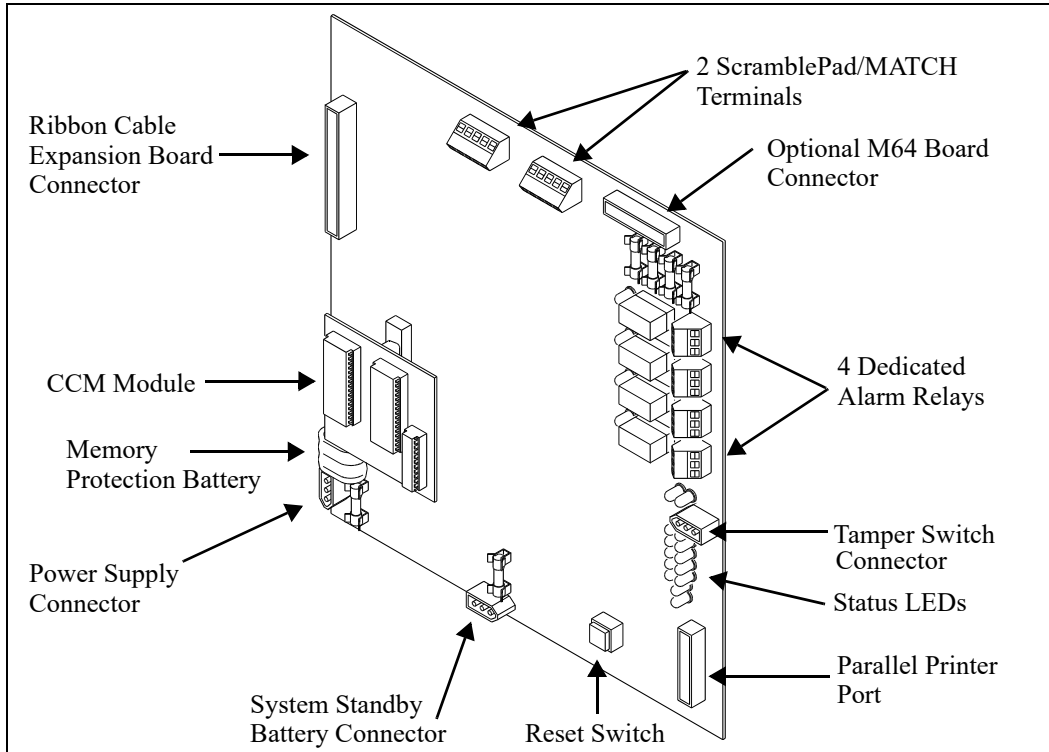 2 ScramblePad/MATCH
Terminals
Ribbon Cable
Expansion Board
Connector
Optional M64 Board
Connector
CCM Module
4 Dedicated
Alarm Relays
Memory
Protection Battery
Tamper Switch
Connector
Power Supply
Connector
Status LEDs
Parallel Printer
Port
System Standby
Battery Connector
Reset Switch